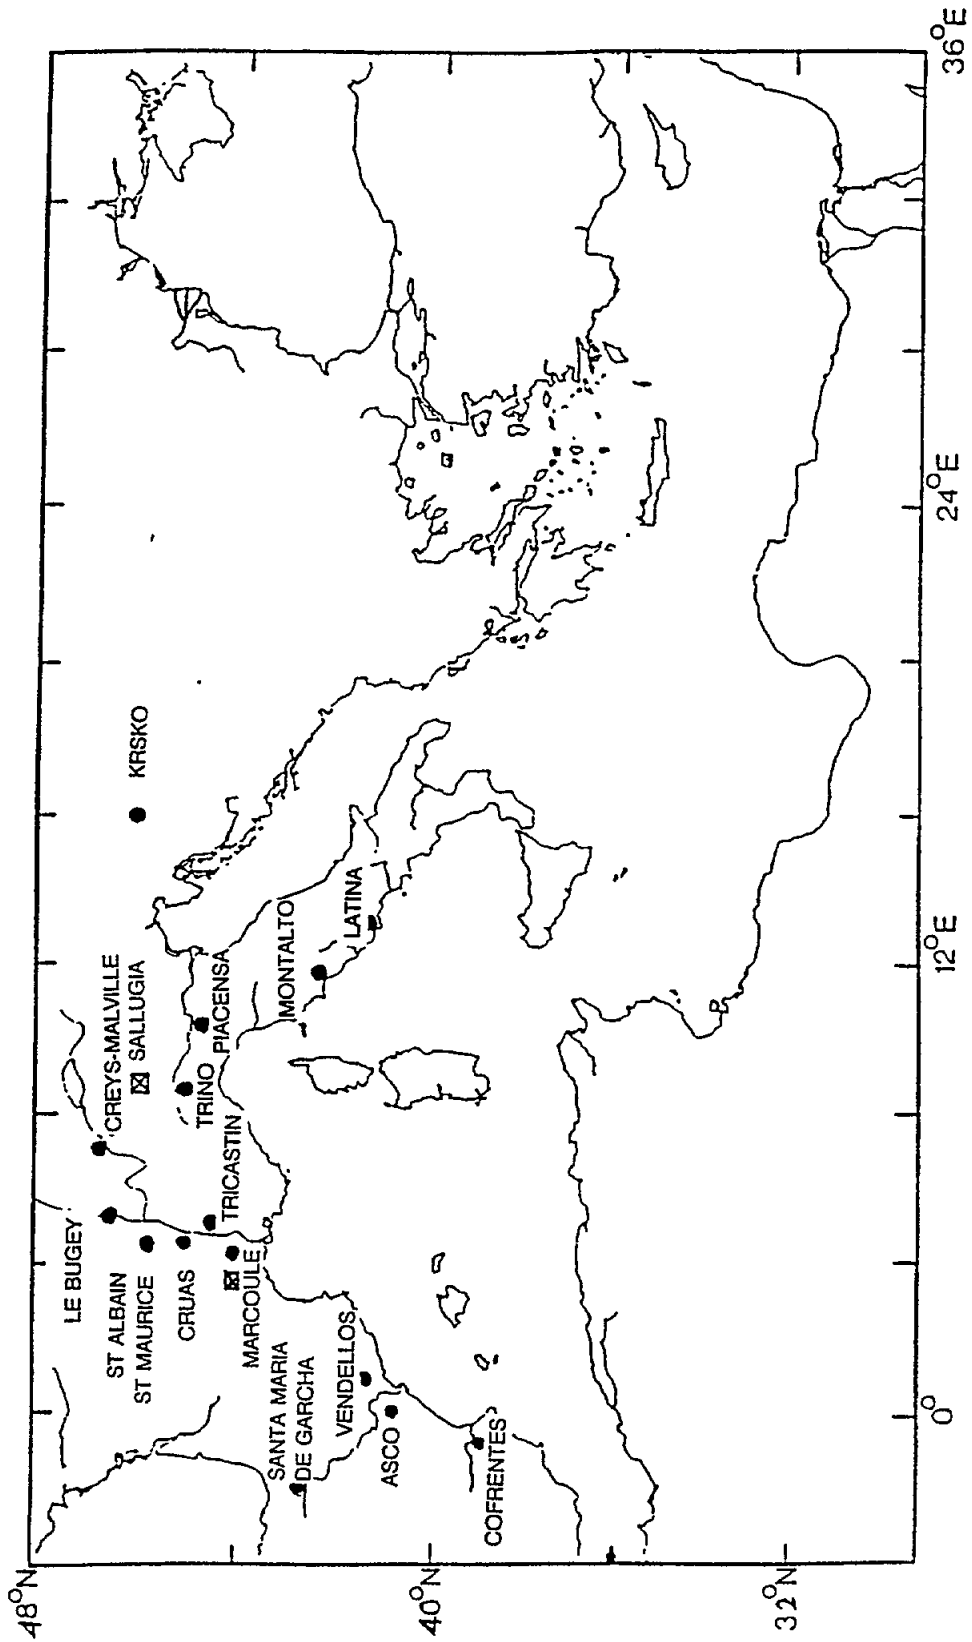 48°N
40°N
32°N
0°
12°E
24°E
36°E
LE BUGEY
ST ALBAIN
ST MAURICE
CRUAS
MARCOULE
TRICASTIN
CREYS-MALVILLE
SALLUGIA
TRINO
PIACENSA
MONTALTO
LATINA
KRSKO
SANTA MARIA
DE GARCHA
VENDELLOS
ASCO
COFRENTES